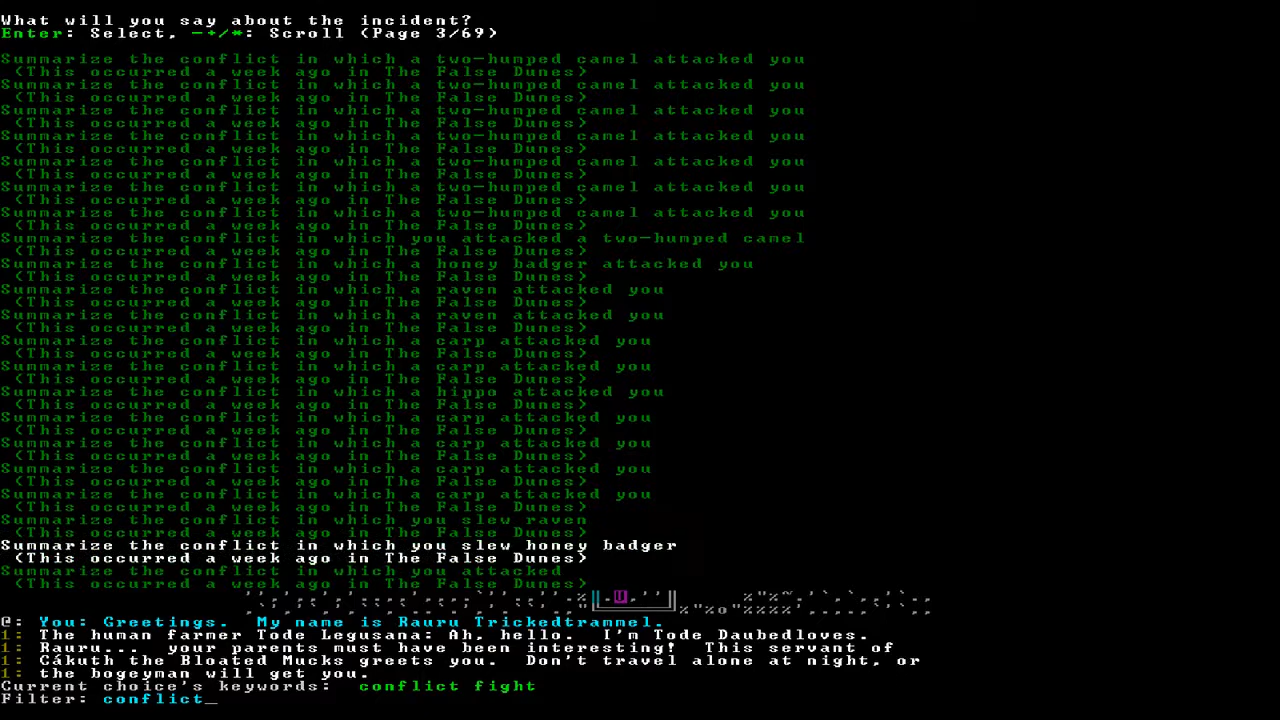 What will you say about the incident?
Enter: Select, -+/*: Scroll (Page 3/69)
Summarize the conflict in which a two-humped camel attacked you
(This occurred a week ago in The False Dunes)
Summarize the conflict in which a two-humped camel attacked you
(This occurred a week ago in The False Dunes)
Summarize the conflict in which a two-humped camel attacked you
(This occurred a week ago in The False Dunes)
Summarize the conflict in which a two-humped camel attacked you
(This occurred a week ago in The False Dunes)
Summarize the conflict in which a two-humped camel attacked you
(This occurred a week ago in The False Dunes)
Summarize the conflict in which a two-humped camel attacked you
(This occurred a week ago in The False Dunes)
Summarize the conflict in which a two-humped camel attacked you
(This occurred a week ago in The False Dunes)
Summarize the conflict in which you attacked a two-humped camel
(This occurred a week ago in The False Dunes)
Summarize the conflict in which a honey badger attacked you
(This occurred a week ago in The False Dunes)
Summarize the conflict in which a raven attacked you
(This occurred a week ago in The False Dunes)
Summarize the conflict in which a raven attacked you
(This occurred a week ago in The False Dunes)
Summarize the conflict in which a carp attacked you
(This occurred a week ago in The False Dunes)
Summarize the conflict in which a carp attacked you
(This occurred a week ago in The False Dunes)
Summarize the conflict in which a hippo attacked you
(This occurred a week ago in The False Dunes)
Summarize the conflict in which a carp attacked you
(This occurred a week ago in The False Dunes)
Summarize the conflict in which a carp attacked you
(This occurred a week ago in The False Dunes)
Summarize the conflict in which a carp attacked you
(This occurred a week ago in The False Dunes)
Summarize the conflict in which a carp attacked you
(This occurred a week ago in The False Dunes)
Summarize the conflict in which you slew raven
(This occurred a week ago in The False Dunes)
Summarize the conflict in which you slew honey badger
(This occurred a week ago in The False Dunes)
Summarize the conflict in which you attacked
(This occurred a week ago in The False Dunes)
@: You: Greetings. My name is Rauru Trickedtrammel.
1: The human farmer Tode Legusana: Ah, hello. I'm Tode Daubedloves.
1: Rauru... your parents must have been interesting! This servant of
1: Cákuth the Bloated Mucks greets you. Don't travel alone at night, or
1: the bogeyman will get you.
Current choice's keywords: conflict fight
Filter: conflict_